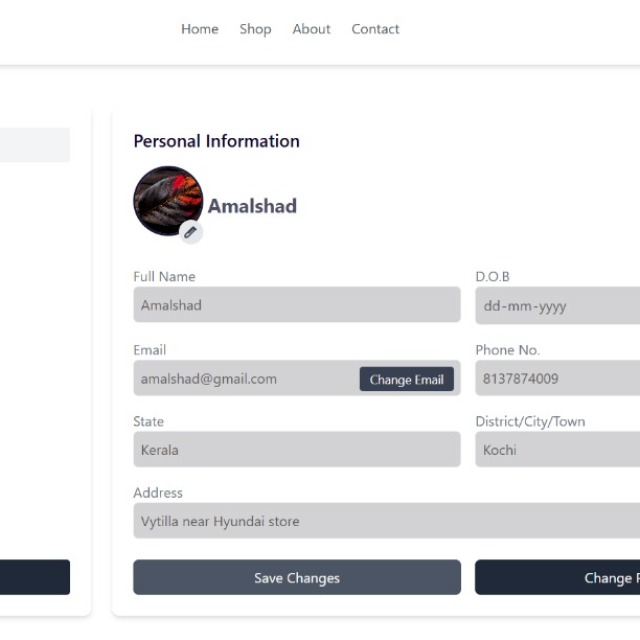 Home Shop About Contact
Personal Information
Amalshad
Full Name D.O.B
Amalshad dd-mm-yyyy
Email Phone No.
amalshad@gmail.com Change Email 8137874009
State District/City/Town
Kerala Kochi
Address
Vytilla near Hyundai store
Save Changes Change